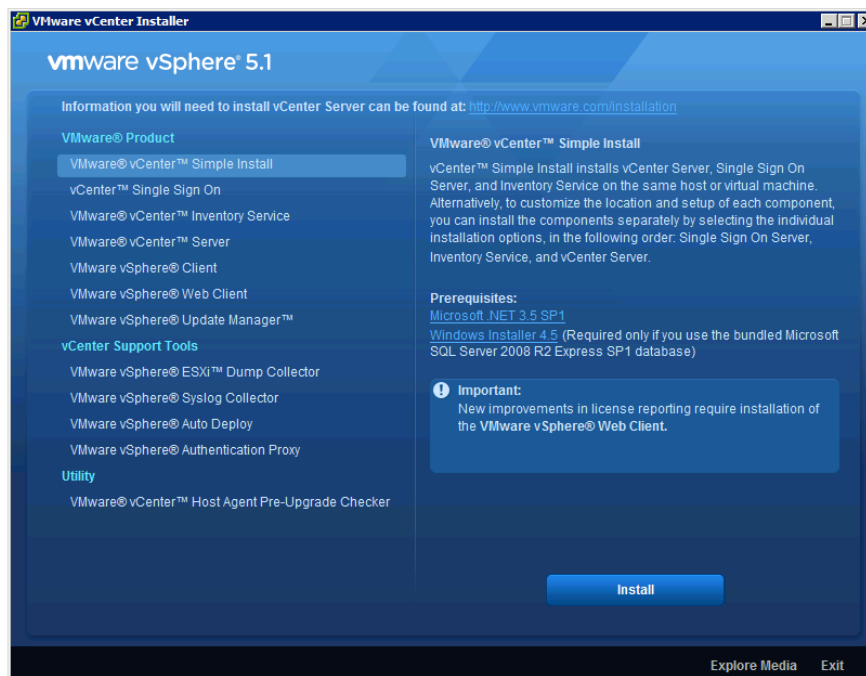 VMware vCenter Installer
vmware vSphere® 5.1
Information you will need to install vCenter Server can be found at: http://www.vmware.com/installation
VMware® Product
VMware® vCenter™ Simple Install
vCenter™ Single Sign On
VMware® vCenter™ Inventory Service
VMware® vCenter™ Server
VMware vSphere® Client
VMware vSphere® Web Client
VMware vSphere® Update Manager™
vCenter Support Tools
VMware vSphere® ESXi™ Dump Collector
VMware vSphere® Syslog Collector
VMware vSphere® Auto Deploy
VMware vSphere® Authentication Proxy
Utility
VMware® vCenter™ Host Agent Pre-Upgrade Checker
VMware® vCenter™ Simple Install
vCenter™ Simple Install installs vCenter Server, Single Sign On
Server, and Inventory Service on the same host or virtual machine.
Alternatively, to customize the location and setup of each component,
you can install the components separately by selecting the individual
installation options, in the following order: Single Sign On Server,
Inventory Service, and vCenter Server.
Prerequisites:
Microsoft .NET 3.5 SP1
Windows Installer 4.5 (Required only if you use the bundled Microsoft
SQL Server 2008 R2 Express SP1 database)
Important:
New improvements in license reporting require installation of
the VMware vSphere® Web Client.
Install
Explore Media Exit